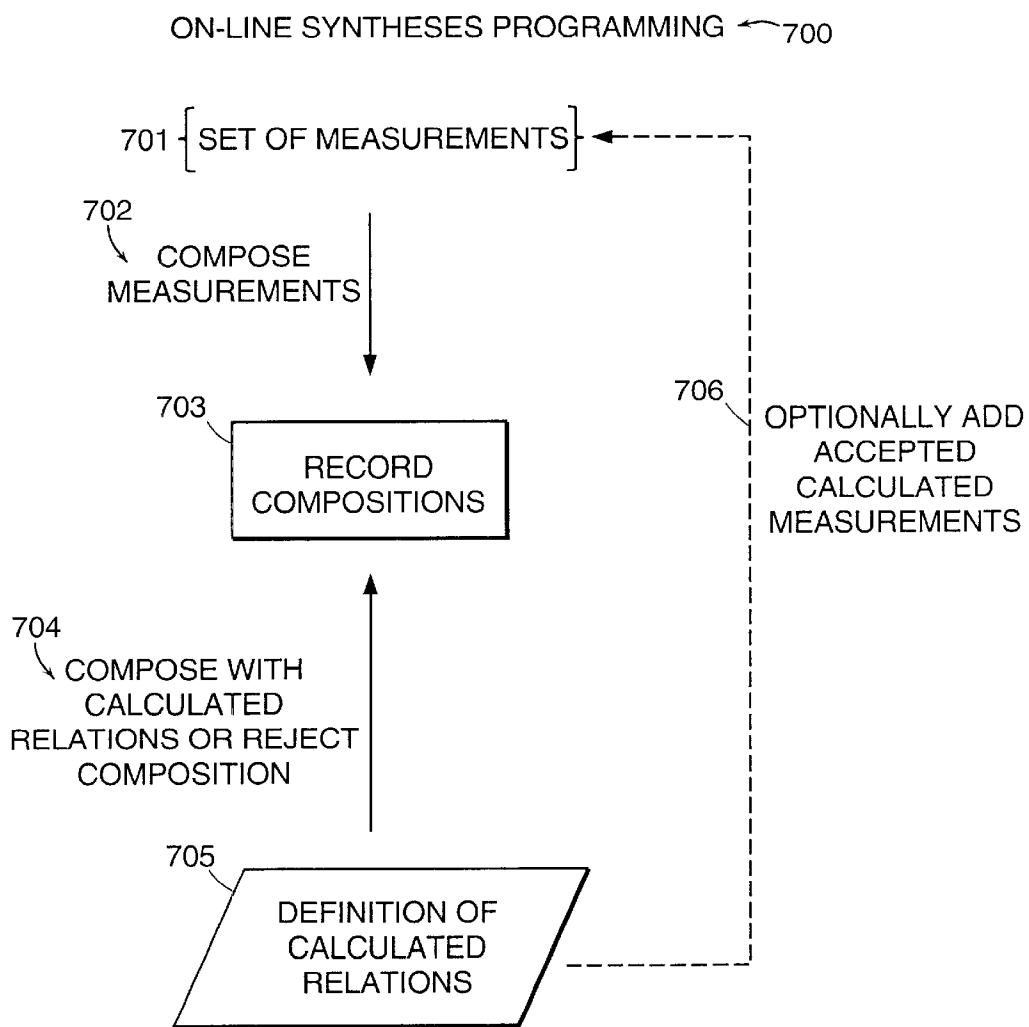 ON-LINE SYNTHESES PROGRAMMING 700
701 { SET OF MEASUREMENTS }
702
COMPOSE
MEASUREMENTS
703
RECORD
COMPOSITIONS
706
OPTIONALLY ADD
ACCEPTED
CALCULATED
MEASUREMENTS
704
COMPOSE WITH
CALCULATED
RELATIONS OR REJECT
COMPOSITION
705
DEFINITION OF
CALCULATED
RELATIONS